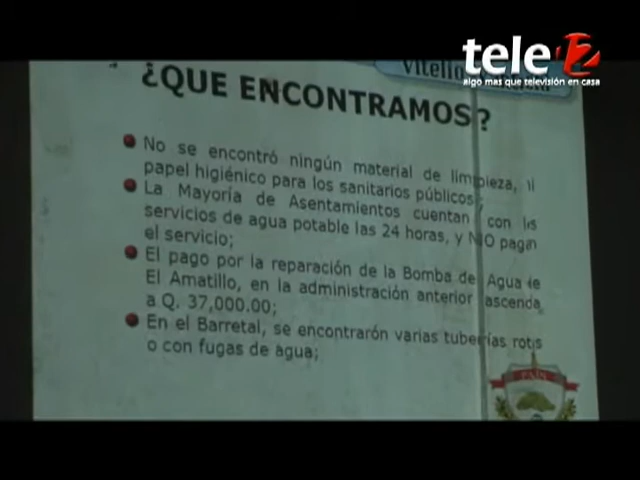 tele
algo mas que televisión en casa
¿QUE ENCONTRAMOS?
No se encontró ningún material de limpieza,
papel higiénico para los sanitarios públicos;
La Mayoría de Asentamientos cuentan con
servicios de agua potable las 24 horas, y NO pagan
el servicio;
El pago por la reparación de la Bomba de Agua
El Amatillo, en la administración anterior ascenda
a Q. 37,000.00;
En el Barretal, se encontrarón varias tuberías
o con fugas de agua;